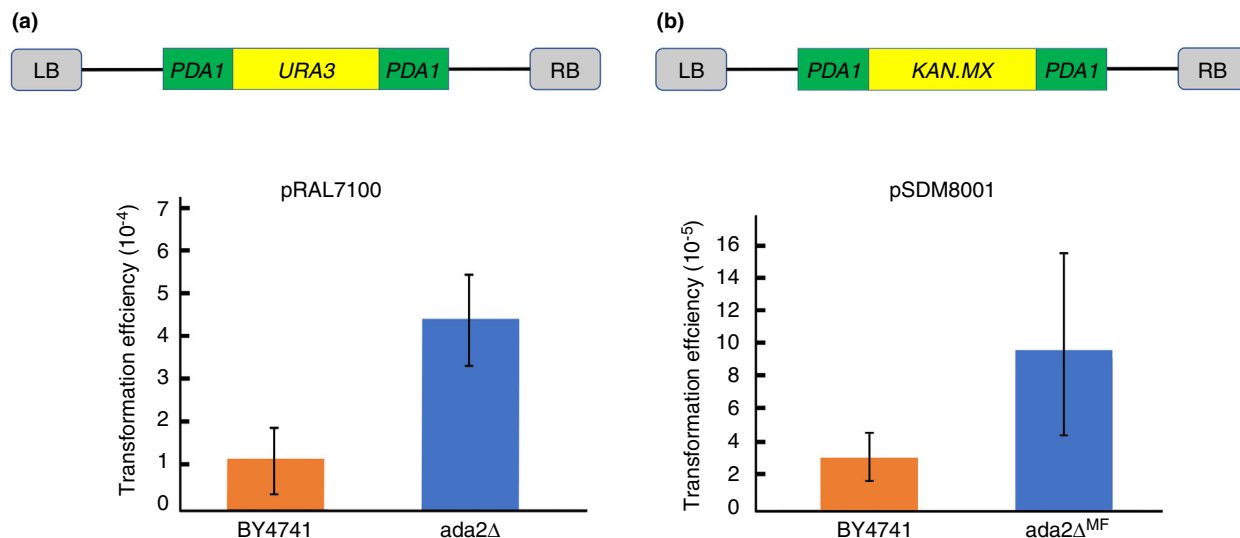 (a)
LB PDA1 URA3 PDA1 RB
pRAL7100
Transformation effciency (10-4)
7
6
5
4
3
2
1
0
BY4741 ada2Δ
(b)
LB PDA1 KAN.MX PDA1 RB
pSDM8001
Transformation effciency (10-5)
16
14
12
10
8
6
4
2
0
BY4741 ada2ΔMF